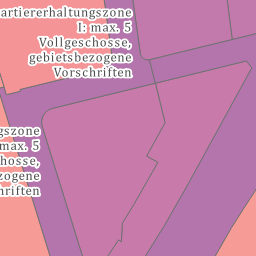 artiererhaltungszone
I: max. 5
Vollgeschosse,
gebietsbezogene
Vorschriften
gszone
max. 5
hosse,
zogene
hriften